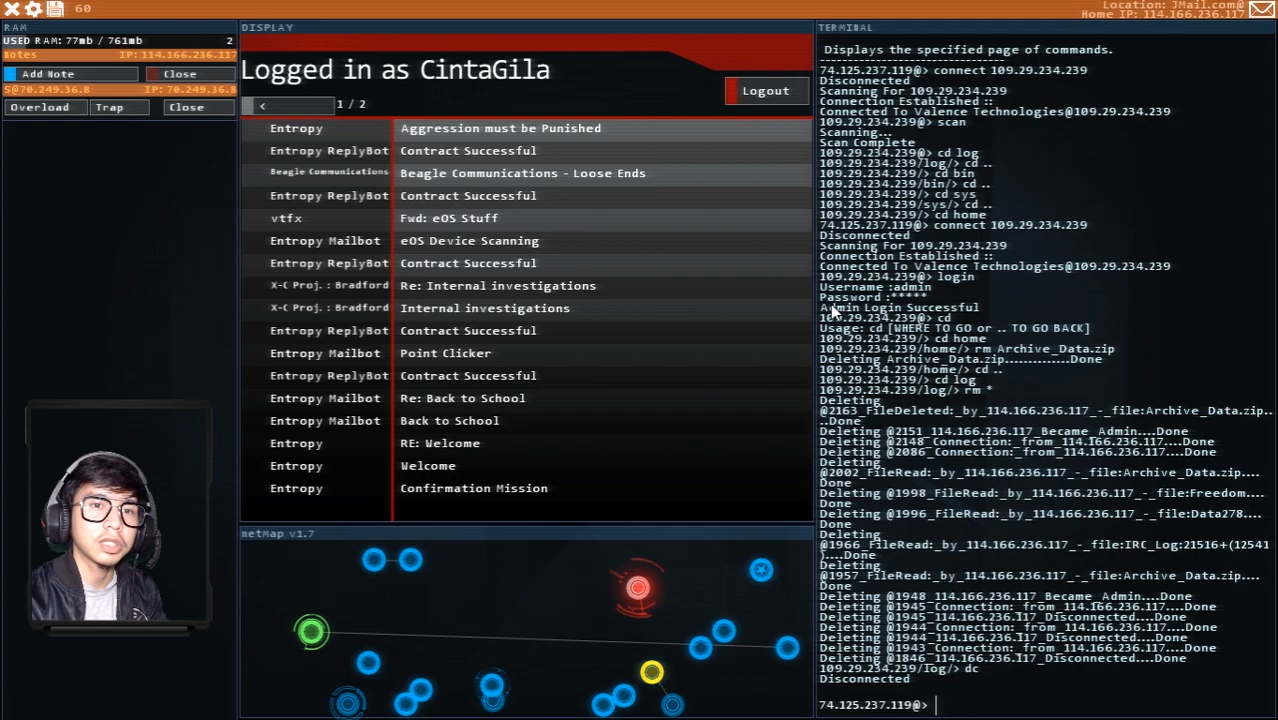 60
Location: JMail.com@
Home IP: 114.166.236.117
RAM
USED RAM: 77mb / 761mb 2
Notes IP: 114.166.236.117
Add Note Close
S@70.249.36.8 IP: 70.249.36.8
Overload Trap Close
DISPLAY
Logged in as CintaGila
Logout
< 1 / 2
Entropy Aggression must be Punished
Entropy ReplyBot Contract Successful
Beagle Communications Beagle Communications - Loose Ends
Entropy ReplyBot Contract Successful
vtfx Fwd: eOS Stuff
Entropy Mailbot eOS Device Scanning
Entropy ReplyBot Contract Successful
X-C Proj. : Bradford Re: Internal investigations
X-C Proj. : Bradford Internal investigations
Entropy ReplyBot Contract Successful
Entropy Mailbot Point Clicker
Entropy ReplyBot Contract Successful
Entropy Mailbot Re: Back to School
Entropy Mailbot Back to School
Entropy RE: Welcome
Entropy Welcome
Entropy Confirmation Mission
netMap v1.7
TERMINAL
Displays the specified page of commands.
74.125.237.119@> connect 109.29.234.239
Disconnected
Scanning For 109.29.234.239
Connection Established ::
Connected To Valence Technologies@109.29.234.239
109.29.234.239@> scan
Scanning...
Scan Complete
109.29.234.239@> cd log
109.29.234.239/log/> cd ..
109.29.234.239/> cd bin
109.29.234.239/bin/> cd ..
109.29.234.239/> cd sys
109.29.234.239/sys/> cd ..
109.29.234.239/> cd home
74.125.237.119@> connect 109.29.234.239
Disconnected
Scanning For 109.29.234.239
Connection Established ::
Connected To Valence Technologies@109.29.234.239
109.29.234.239@> login
Username :admin
Password :*****
Admin Login Successful
109.29.234.239@> cd
Usage: cd [WHERE TO GO or .. TO GO BACK]
109.29.234.239/> cd home
109.29.234.239/home/> rm Archive_Data.zip
Deleting Archive_Data.zip..............Done
109.29.234.239/home/> cd ..
109.29.234.239/> cd log
109.29.234.239/log/> rm *
Deleting
@2163_FileDeleted:_by_114.166.236.117_-_file:Archive_Data.zip..
..Done
Deleting @2151_114.166.236.117_Became_Admin....Done
Deleting @2148_Connection:_from_114.166.236.117....Done
Deleting @2086_Connection:_from_114.166.236.117....Done
Deleting
@2002_FileRead:_by_114.166.236.117_-_file:Archive_Data.zip....
Done
Deleting @1998_FileRead:_by_114.166.236.117_-_file:Freedom....
Done
Deleting @1996_FileRead:_by_114.166.236.117_-_file:Data278....
Done
Deleting
@1966_FileRead:_by_114.166.236.117_-_file:IRC_Log:21516+(12541
)....Done
Deleting
@1957_FileRead:_by_114.166.236.117_-_file:Archive_Data.zip....
Done
Deleting @1948_114.166.236.117_Became_Admin....Done
Deleting @1945_Connection:_from_114.166.236.117....Done
Deleting @1945_114.166.236.117_Disconnected....Done
Deleting @1944_Connection:_from_114.166.236.117....Done
Deleting @1944_114.166.236.117_Disconnected....Done
Deleting @1943_Connection:_from_114.166.236.117....Done
Deleting @1846_114.166.236.117_Disconnected....Done
109.29.234.239/log/> dc
Disconnected
74.125.237.119@>